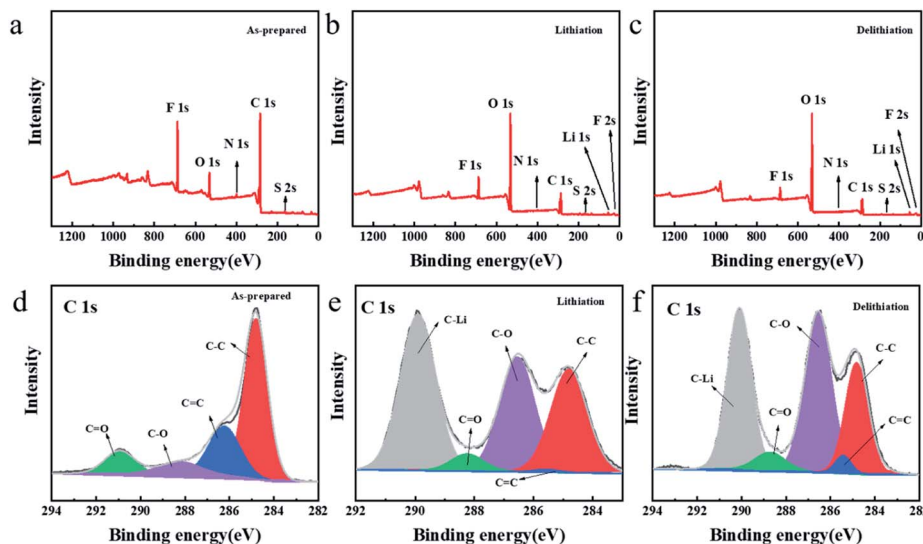 a
As-prepared
F 1s
C 1s
O 1s
N 1s
S 2s
Intensity
1200 1000 800 600 400 200 0
Binding energy(eV)
b
Lithiation
O 1s
F 1s
N 1s
C 1s
Li 1s
S 2s
F 2s
Intensity
1200 1000 800 600 400 200 0
Binding energy(eV)
c
Delithiation
O 1s
F 1s
N 1s
C 1s
Li 1s
S 2s
F 2s
Intensity
1200 1000 800 600 400 200 0
Binding energy(eV)
d
C 1s
As-prepared
C-C
C=C
C-O
C=O
Intensity
294 292 290 288 286 284 282
Binding energy(eV)
e
C 1s
Lithiation
C-Li
C-O
C-C
C=O
C=C
Intensity
292 290 288 286 284
Binding energy(eV)
f
C 1s
Delithiation
C-O
C-C
C-Li
C=O
C=C
Intensity
294 292 290 288 286 284 282
Binding energy(eV)